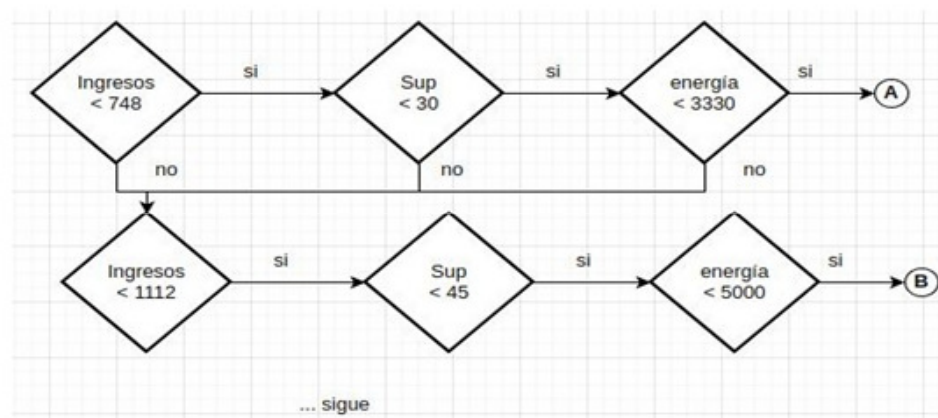 Ingresos
< 748
si
Sup
< 30
si
energía
< 3330
si
A
no
no
no
Ingresos
< 1112
si
Sup
< 45
si
energía
< 5000
si
B
... sigue